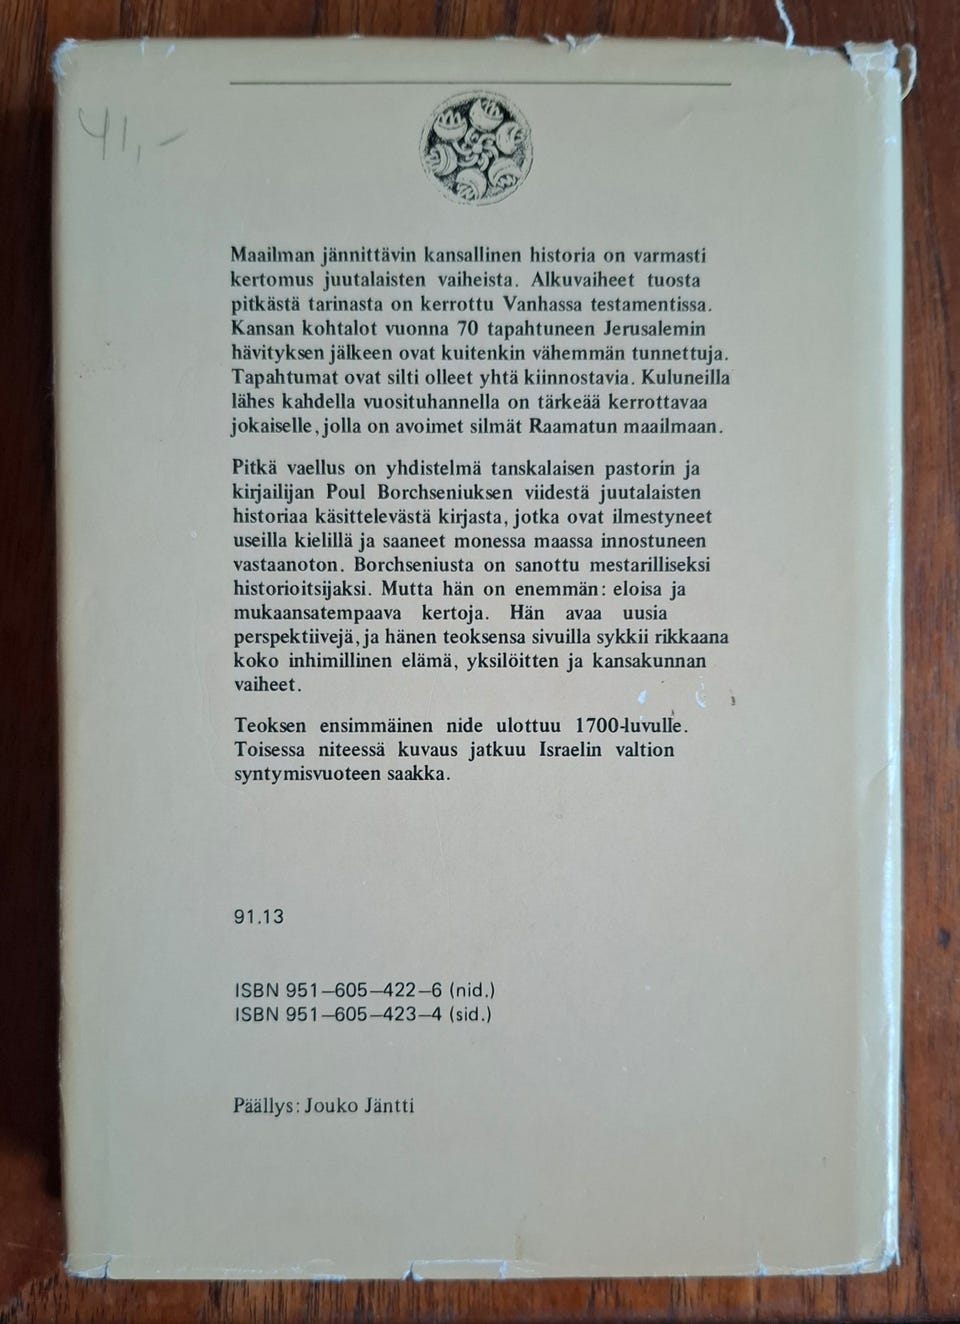 41,-
Maailman jännittävin kansallinen historia on varmasti
kertomus juutalaisten vaiheista. Alkuvaiheet tuosta
pitkästä tarinasta on kerrottu Vanhassa testamentissa.
Kansan kohtalot vuonna 70 tapahtuneen Jerusalemin
hävityksen jälkeen ovat kuitenkin vähemmän tunnettuja.
Tapahtumat ovat silti olleet yhtä kiinnostavia. Kuluneilla
lähes kahdella vuosituhannella on tärkeää kerrottavaa
jokaiselle, jolla on avoimet silmät Raamatun maailmaan.
Pitkä vaellus on yhdistelmä tanskalaisen pastorin ja
kirjailijan Poul Borchseniuksen viidestä juutalaisten
historiaa käsittelevästä kirjasta, jotka ovat ilmestyneet
useilla kielillä ja saaneet monessa maassa innostuneen
vastaanoton. Borchseniusta on sanottu mestarilliseksi
historioitsijaksi. Mutta hän on enemmän: eloisa ja
mukaansatempaava kertoja. Hän avaa uusia
perspektiivejä, ja hänen teoksensa sivuilla sykkii rikkaana
koko inhimillinen elämä, yksilöitten ja kansakunnan
vaiheet.
Teoksen ensimmäinen nide ulottuu 1700-luvulle.
Toisessa niteessä kuvaus jatkuu Israelin valtion
syntymisvuoteen saakka.
91.13
ISBN 951-605-422-6 (nid.)
ISBN 951-605-423-4 (sid.)
Päällys: Jouko Jäntti